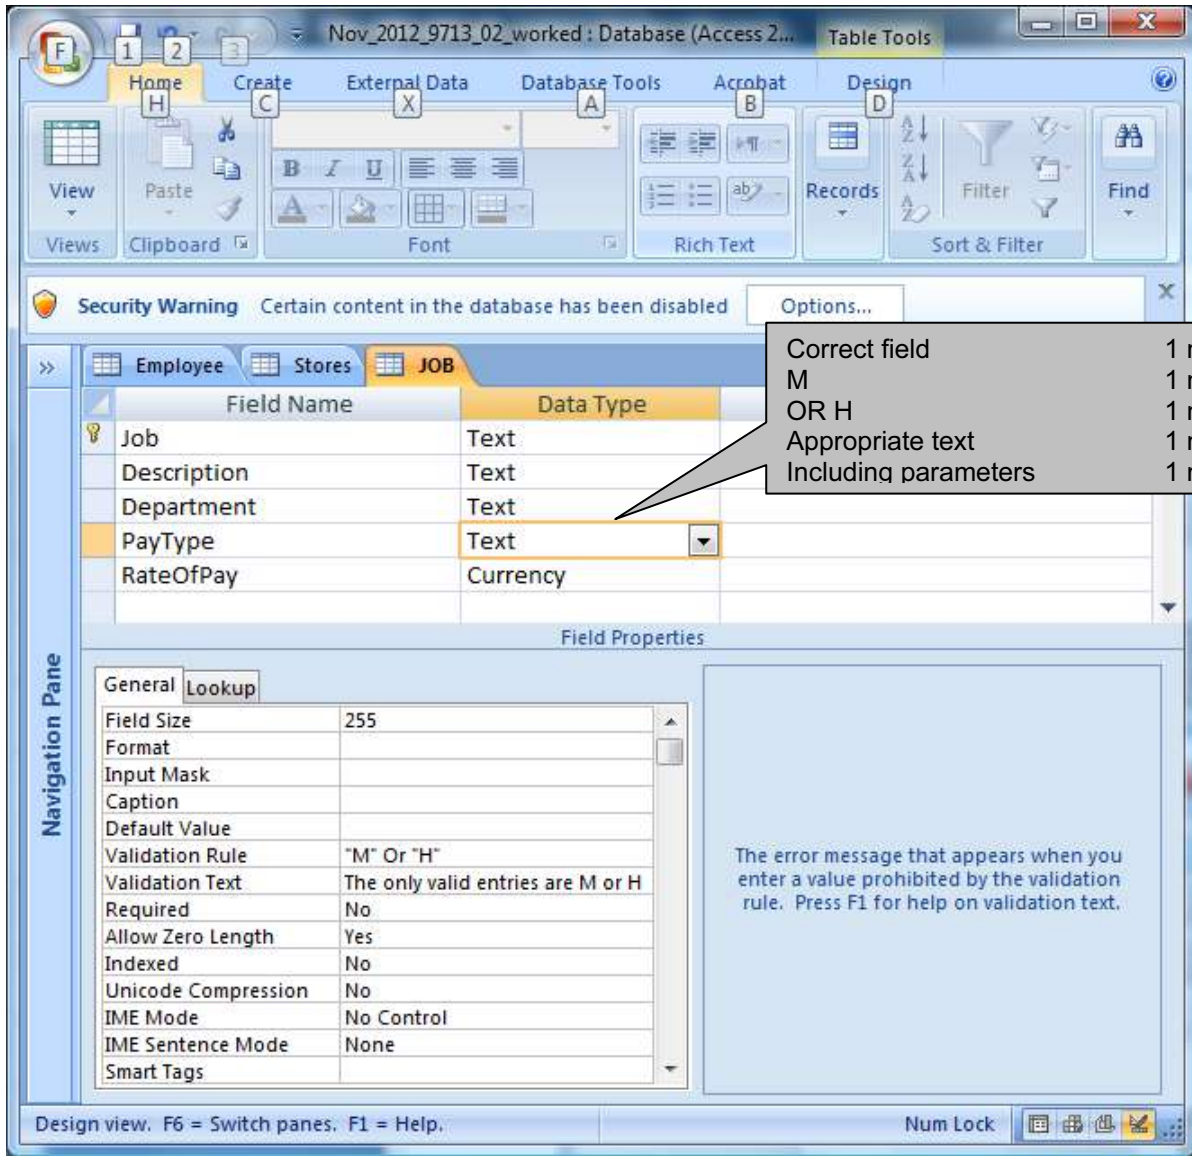 Nov_2012_9713_02_worked : Database (Access 2... Table Tools
F 1 2 3
Home Create External Data Database Tools Acrobat Design
H C X A B D
View Paste B I U Records Filter Find
Views Clipboard Font Rich Text Sort & Filter
Security Warning Certain content in the database has been disabled Options...
Correct field 1
M 1
OR H 1
Appropriate text 1
Including parameters 1
Employee Stores JOB
Field Name Data Type
Job Text
Description Text
Department Text
PayType Text
RateOfPay Currency
Field Properties
Navigation Pane
General Lookup
Field Size 255
Format
Input Mask
Caption
Default Value
Validation Rule "M" Or "H"
Validation Text The only valid entries are M or H
Required No
Allow Zero Length Yes
Indexed No
Unicode Compression No
IME Mode No Control
IME Sentence Mode None
Smart Tags
The error message that appears when you
enter a value prohibited by the validation
rule. Press F1 for help on validation text.
Design view. F6 = Switch panes. F1 = Help. Num Lock